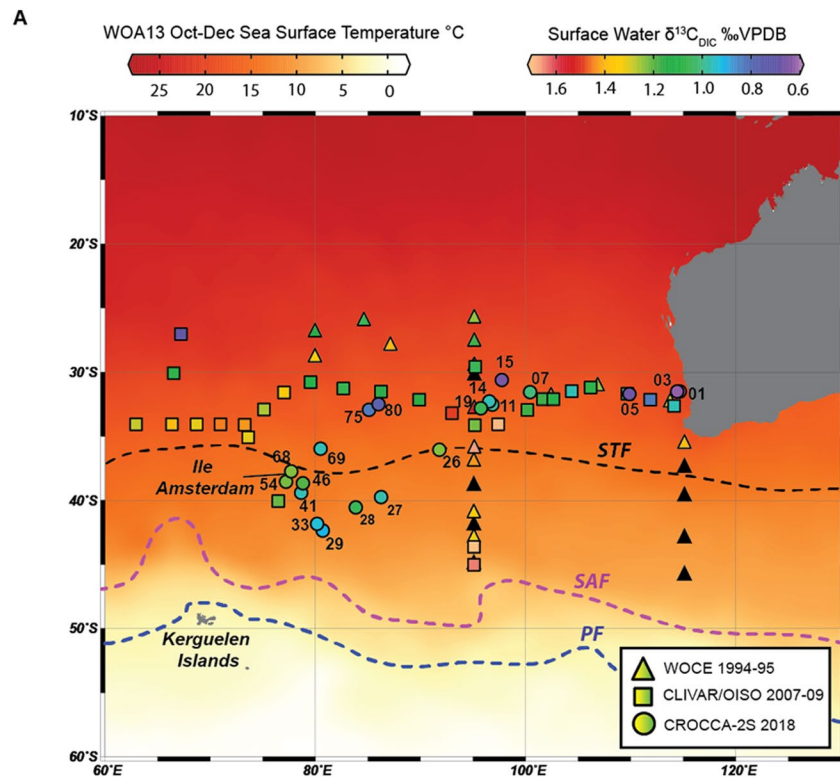 A
WOA13 Oct-Dec Sea Surface Temperature °C
Surface Water δ¹³C_DIC ‰VPDB
25 20 15 10 5 0
1.6 1.4 1.2 1.0 0.8 0.6
10°S
20°S
30°S
15
14 07 03
19 11 05 01
75 80
STF
68 69 26
Ile
Amsterdam
54 46
40°S
41 27
28
33
29
SAF
50°S
PF
Kerguelen
Islands
WOCE 1994-95
CLIVAR/OISO 2007-09
CROCCA-2S 2018
60°S
60°E 80°E 100°E 120°E